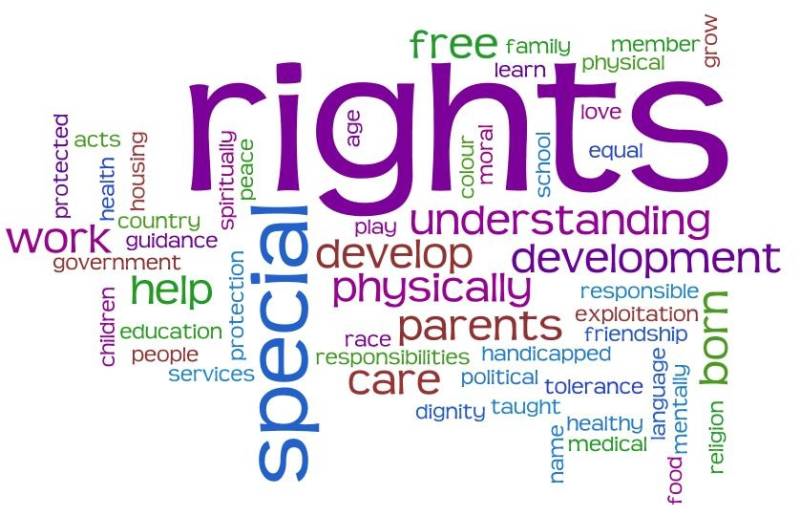 free
family
member
grow
learn
physical
rights
age
love
protected
acts
health
housing
spiritually
peace
colour
moral
school
equal
country
play
understanding
work
guidance
special
develop
development
government
protection
help
physically
responsible
children
education
parents
exploitation
born
people
race
friendship
services
responsibilities
handicapped
care
political
tolerance
language
mentally
dignity
taught
name
healthy
medical
religion
food